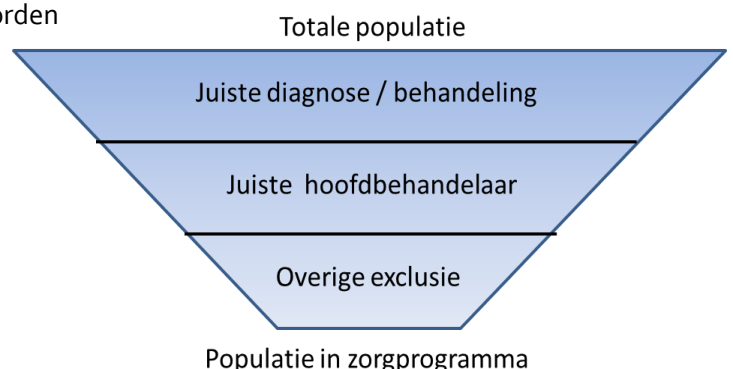 orden
Totale populatie
Juiste diagnose / behandeling
Juiste hoofdbehandelaar
Overige exclusie
Populatie in zorgprogramma